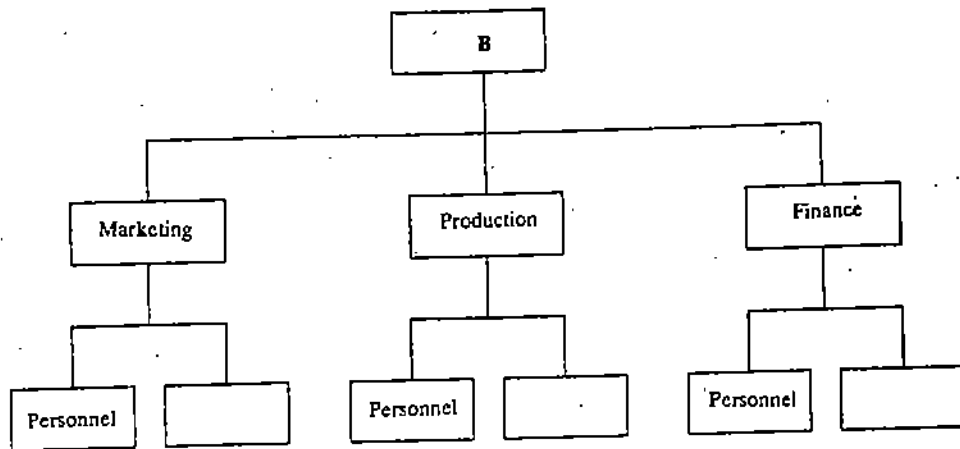 B
Marketing
Production
Finance
Personnel
Personnel
Personnel